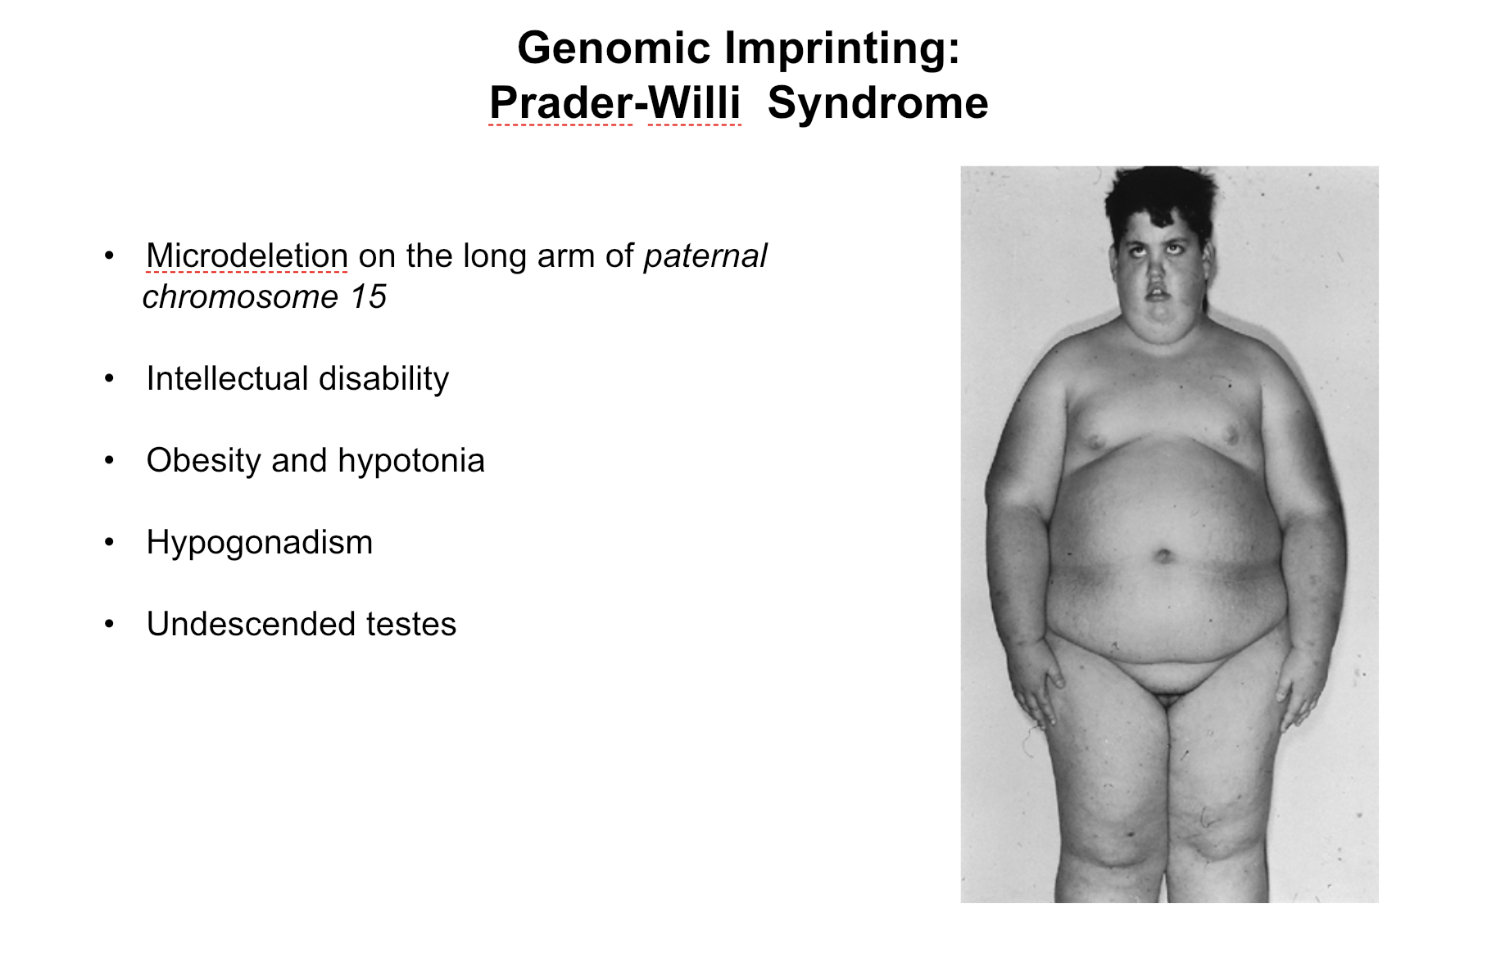 Genomic Imprinting:
Prader-Willi  Syndrome
• Microdeletion on the long arm of paternal
chromosome 15
• Intellectual disability
• Obesity and hypotonia
• Hypogonadism
• Undescended testes